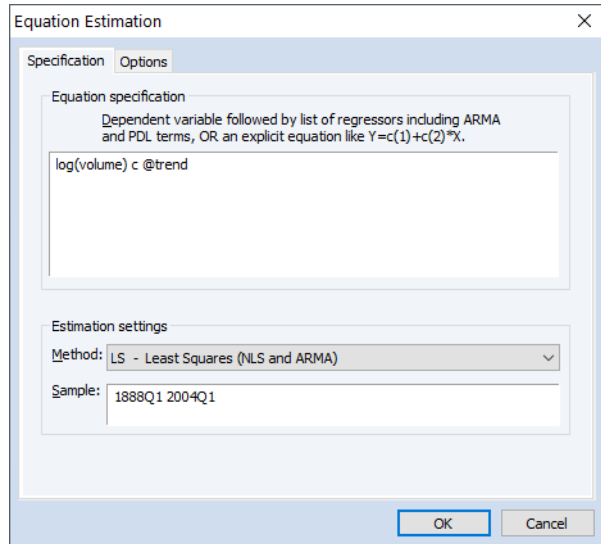 Equation Estimation
Specification Options
Equation specification
Dependent variable followed by list of regressors including ARMA
and PDL terms, OR an explicit equation like Y=c(1)+c(2)*X.
log(volume) c @trend
Estimation settings
Method: LS - Least Squares (NLS and ARMA)
Sample: 1888Q1 2004Q1
OK Cancel